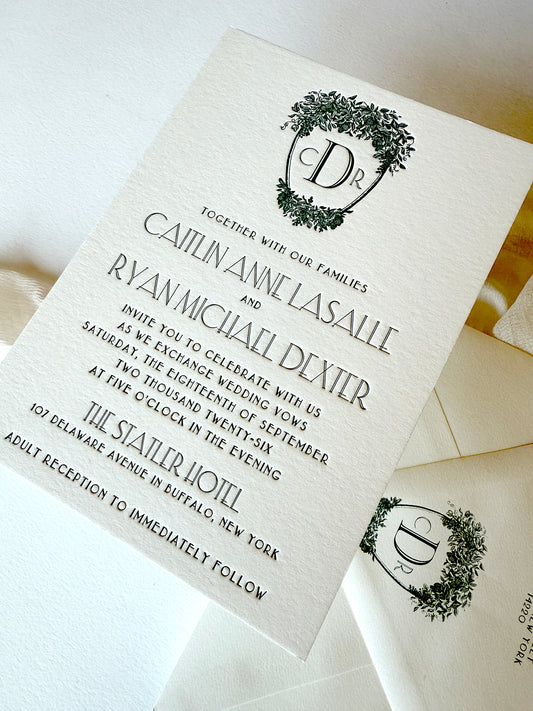 CDR
TOGETHER WITH OUR FAMILIES
CAITLIN ANNE LASALLE
AND
RYAN MICHAEL DEXTER
INVITE YOU TO CELEBRATE WITH US
AS WE EXCHANGE WEDDING VOWS
SATURDAY, THE EIGHTEENTH OF SEPTEMBER
TWO THOUSAND TWENTY-SIX
AT FIVE O'CLOCK IN THE EVENING
THE STATLER HOTEL
107 DELAWARE AVENUE IN BUFFALO, NEW YORK
ADULT RECEPTION TO IMMEDIATELY FOLLOW
CDR
NEW YORK
14220